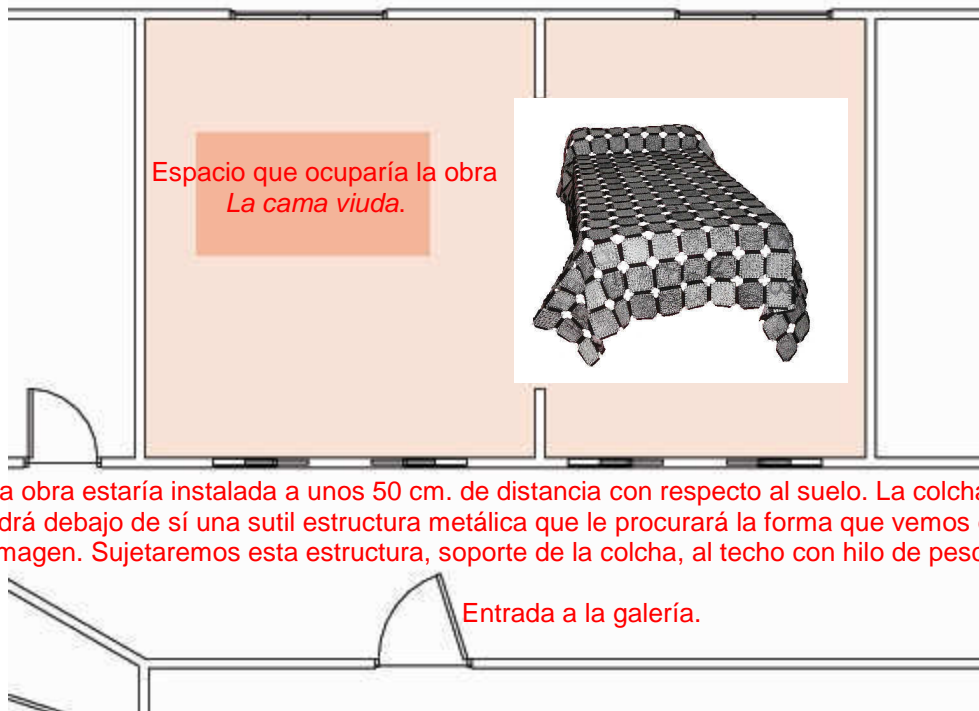 Espacio que ocuparía la obra
La cama viuda.
a obra estaría instalada a unos 50 cm. de distancia con respecto al suelo. La colcha
drá debajo de sí una sutil estructura metálica que le procurará la forma que vemos
magen. Sujetaremos esta estructura, soporte de la colcha, al techo con hilo de pesc
Entrada a la galería.